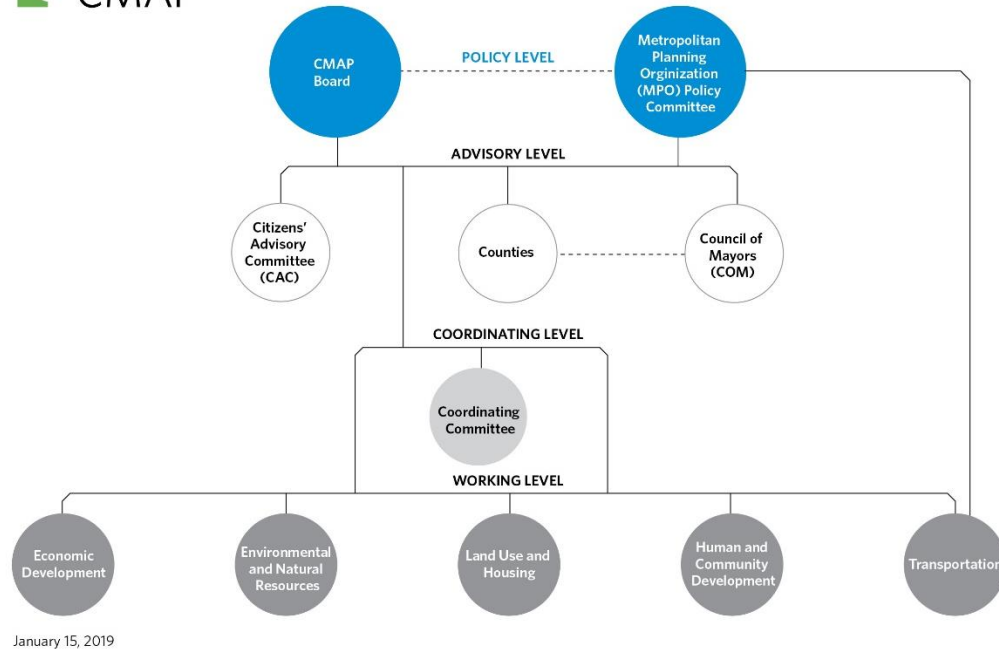 CMAP
CMAP
Board
POLICY LEVEL
Metropolitan
Planning
Orginization
(MPO) Policy
Committee
ADVISORY LEVEL
Citizens’
Advisory
Committee
(CAC)
Counties
Council of
Mayors
(COM)
COORDINATING LEVEL
Coordinating
Committee
WORKING LEVEL
Economic
Development
Environmental
and Natural
Resources
Land Use and
Housing
Human and
Community
Development
Transportation
January 15, 2019